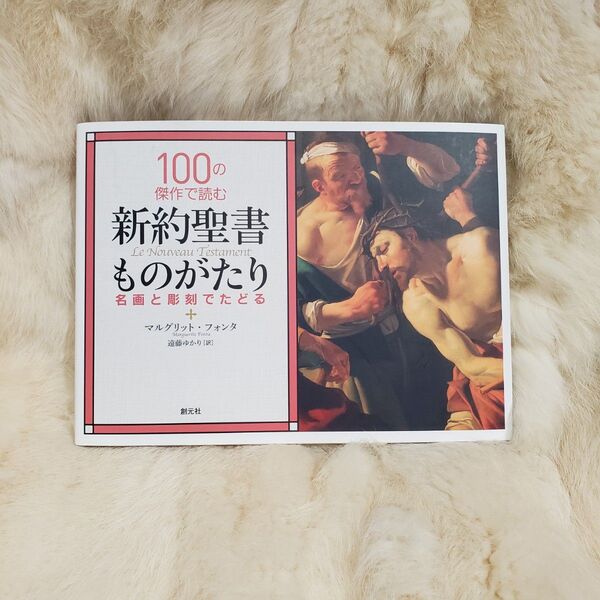 100の
傑作で読む
新約聖書
Le Nouveau Testament
ものがたり
名画と彫刻でたどる
マルグリット・フォンタ
Marguerite Fonta
遠藤ゆかり[訳]
創元社